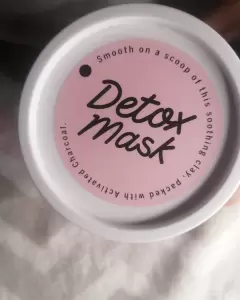 Smooth on a scoop of this soothing clay, packed with Activated Charcoal.
Detox
Mask